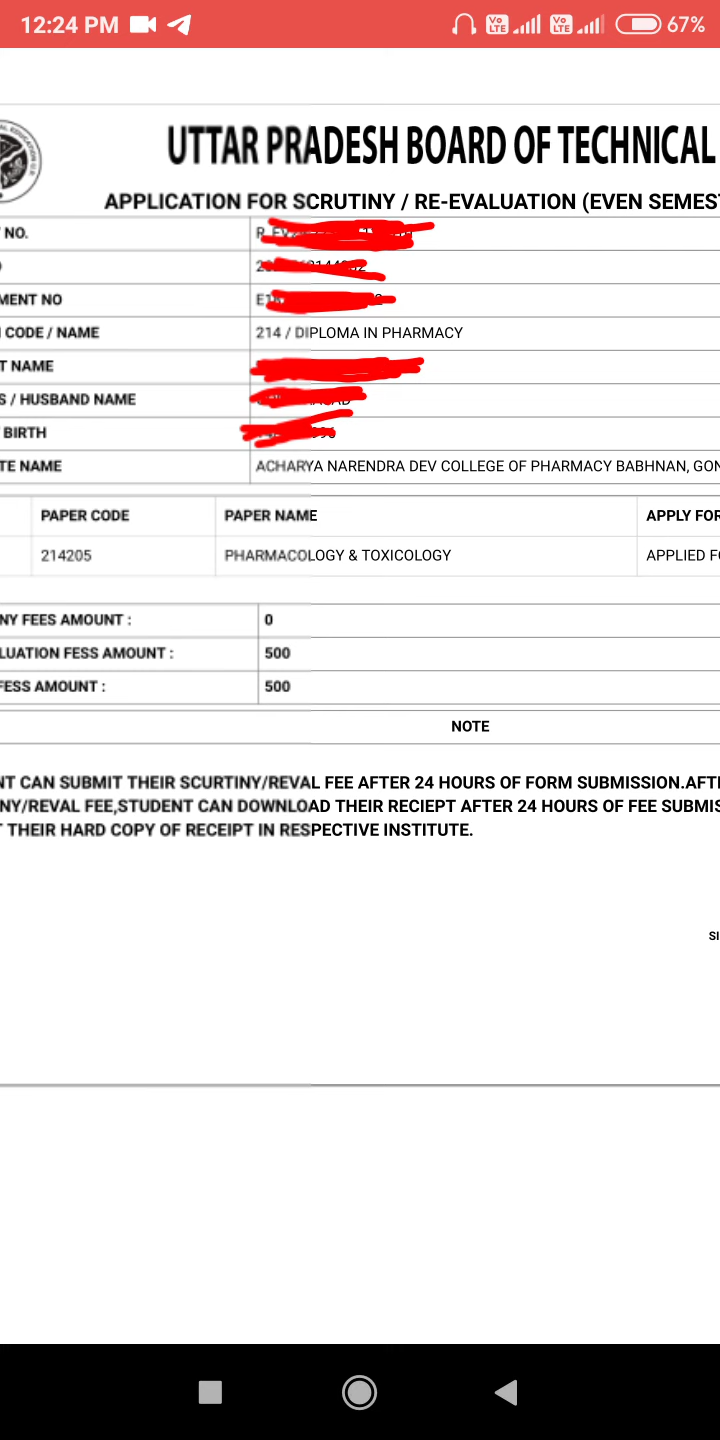 12:24 PM 67%
UTTAR PRADESH BOARD OF TECHNICAL
APPLICATION FOR SCRUTINY / RE-EVALUATION (EVEN SEMEST
NO.
MENT NO
CODE / NAME 214 / DIPLOMA IN PHARMACY
T NAME
S / HUSBAND NAME
BIRTH
TE NAME ACHARYA NARENDRA DEV COLLEGE OF PHARMACY BABHNAN, GON
PAPER CODE PAPER NAME APPLY FOR
214205 PHARMACOLOGY & TOXICOLOGY APPLIED FO
NY FEES AMOUNT : 0
LUATION FESS AMOUNT : 500
FESS AMOUNT : 500
NOTE
NT CAN SUBMIT THEIR SCURTINY/REVAL FEE AFTER 24 HOURS OF FORM SUBMISSION.AFTE
NY/REVAL FEE,STUDENT CAN DOWNLOAD THEIR RECIEPT AFTER 24 HOURS OF FEE SUBMIS
T THEIR HARD COPY OF RECEIPT IN RESPECTIVE INSTITUTE.
SI